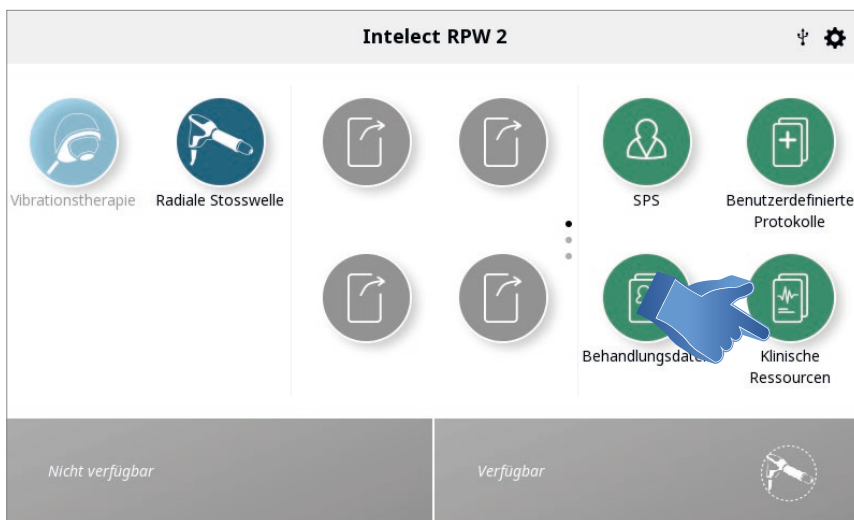 Intelect RPW 2
Vibrationstherapie
Radiale Stosswelle
SPS
Benutzerdefinierte
Protokolle
Klinische
Ressourcen
Nicht verfügbar
Verfügbar